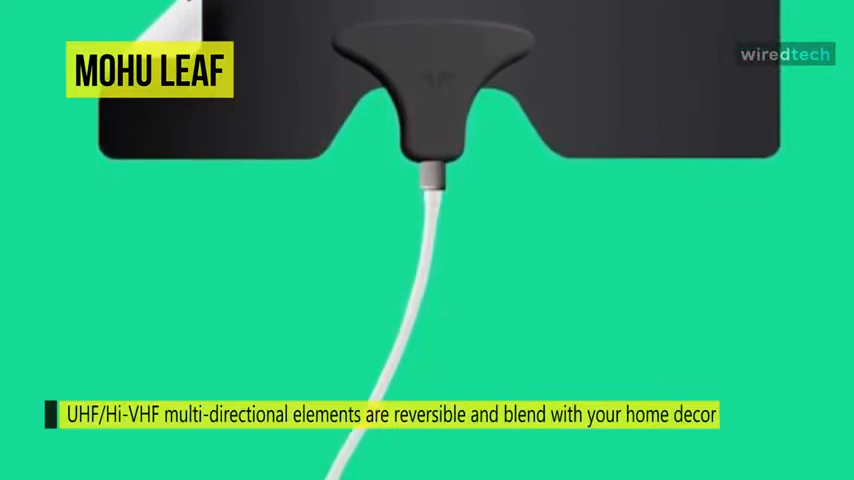 MOHU LEAF
wiredtech
UHF/Hi-VHF multi-directional elements are reversible and blend with your home decor